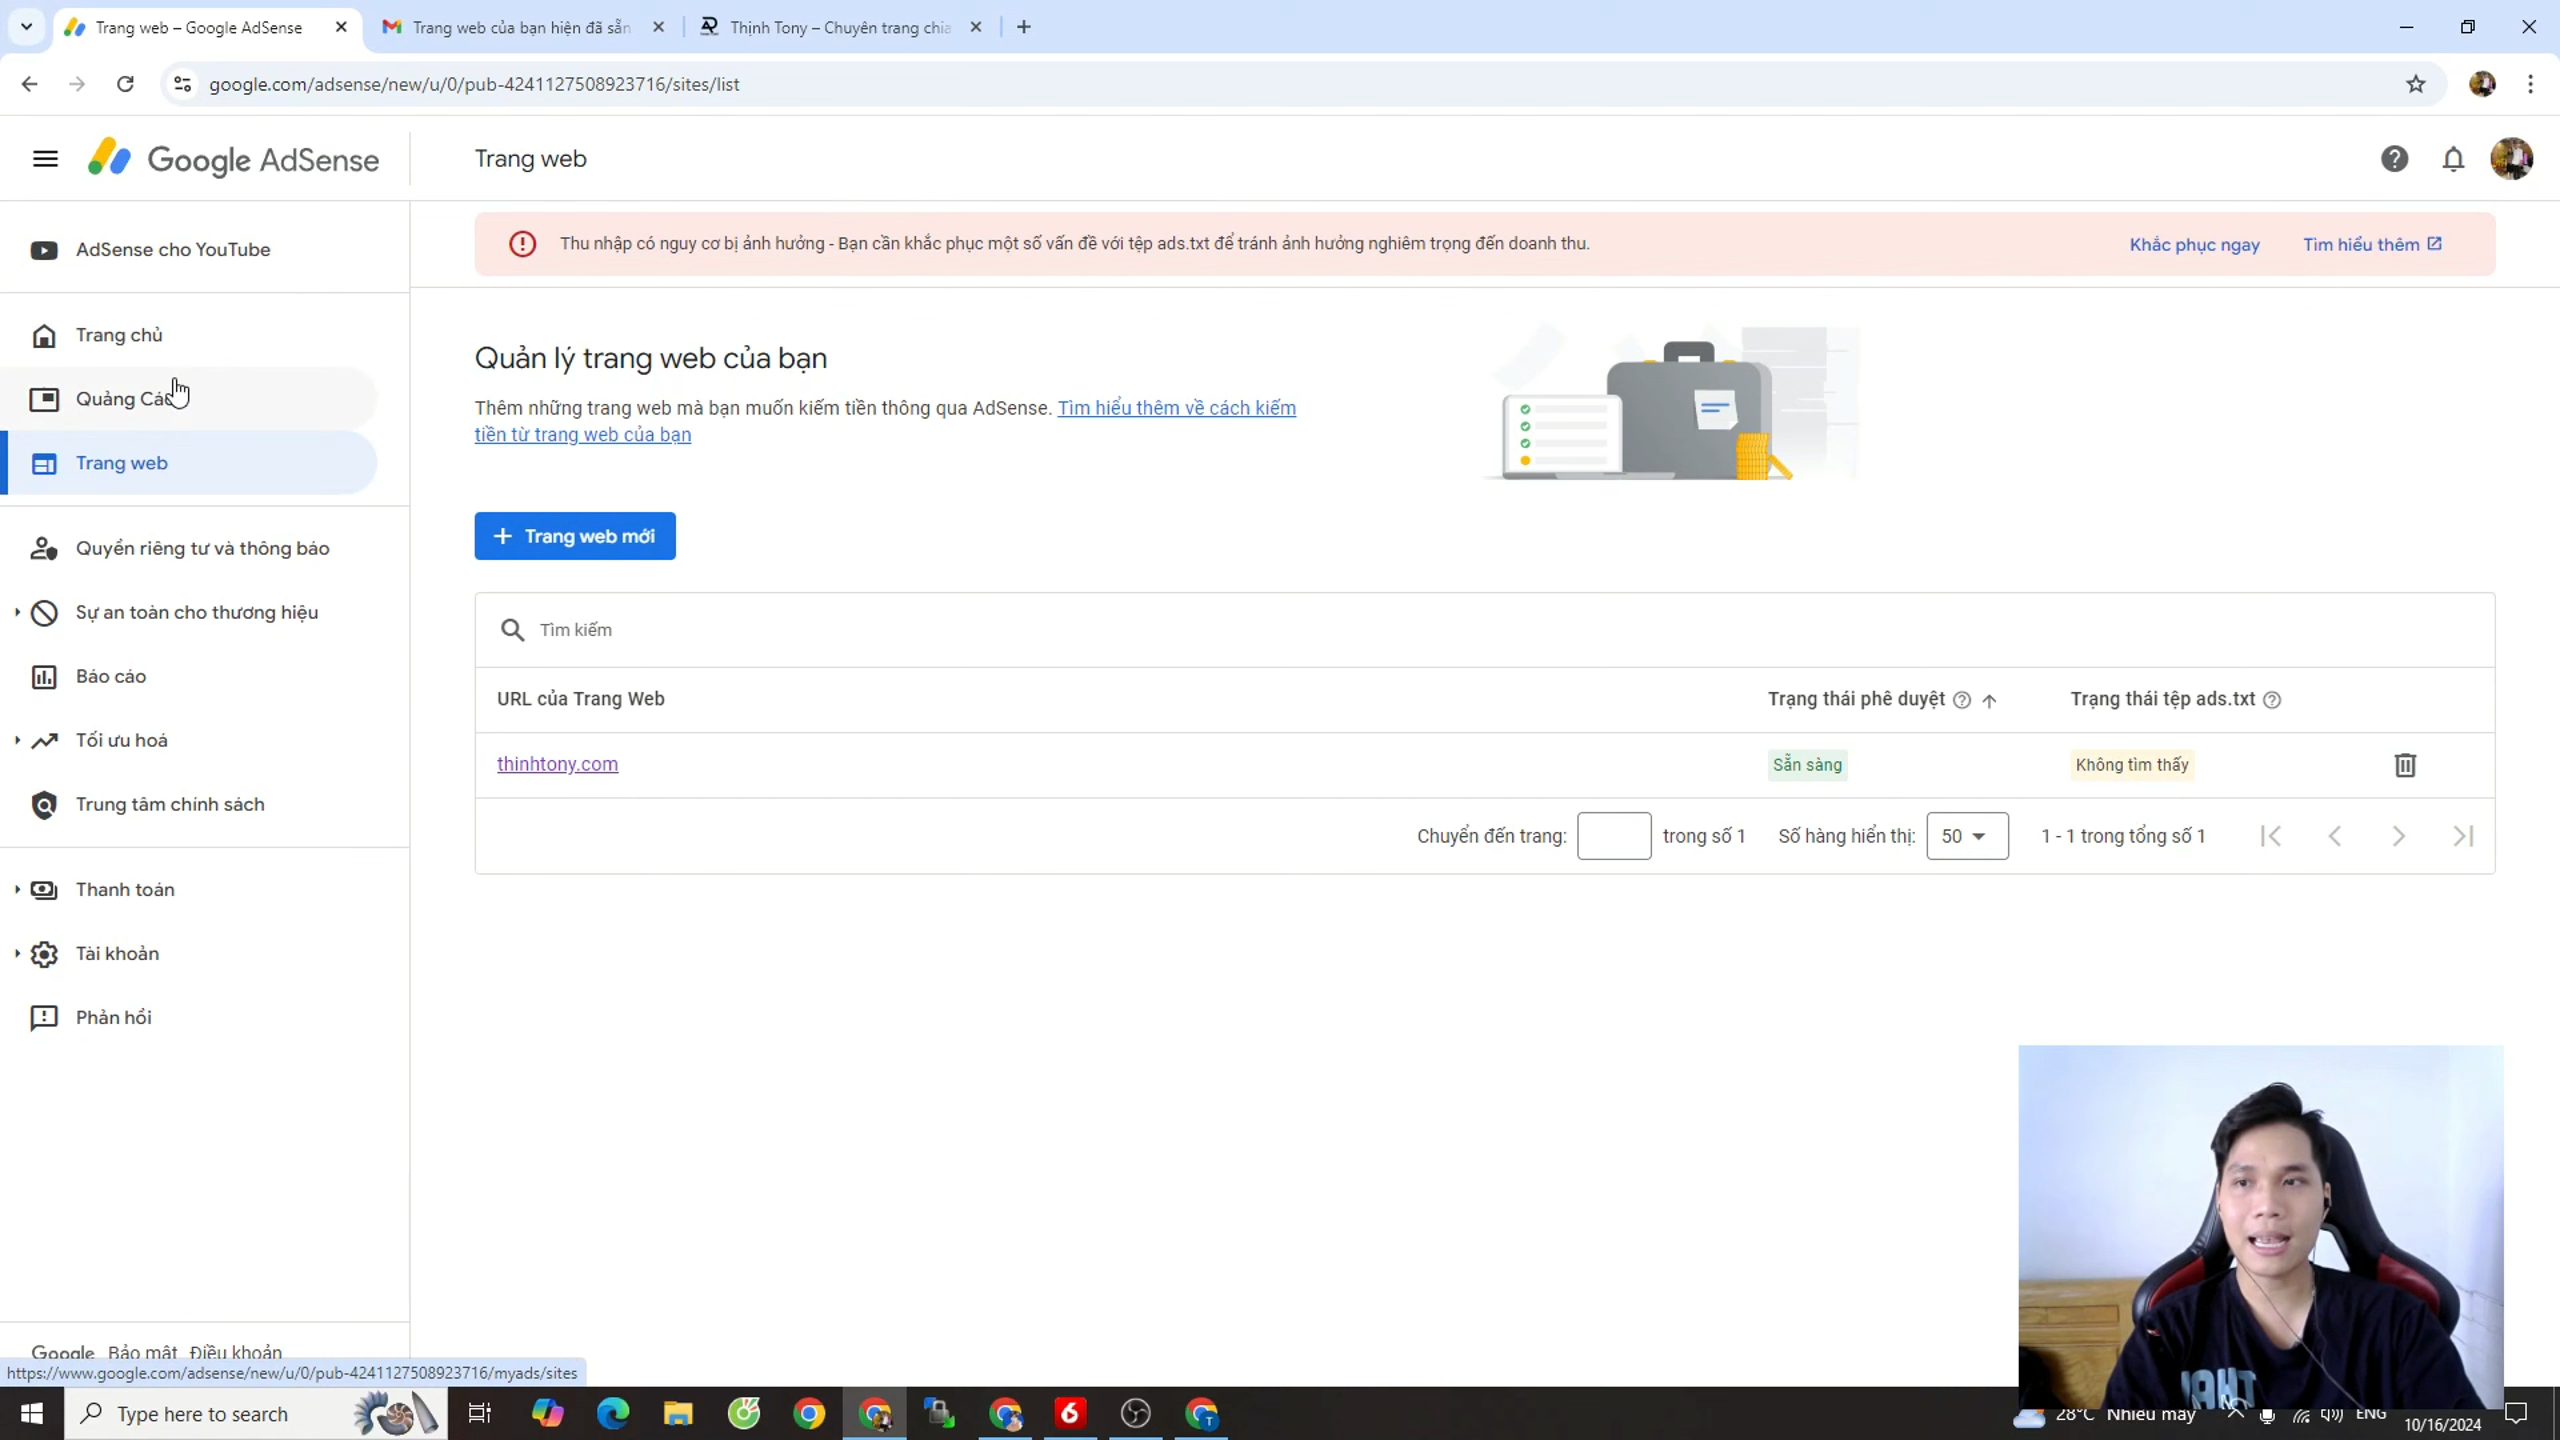 Trang web – Google AdSense
Trang web của bạn hiện đã sẵn
Thịnh Tony – Chuyên trang chia
google.com/adsense/new/u/0/pub-4241127508923716/sites/list
Google AdSense
Trang web
AdSense cho YouTube
Thu nhập có nguy cơ bị ảnh hưởng - Bạn cần khắc phục một số vấn đề với tệp ads.txt để tránh ảnh hưởng nghiêm trọng đến doanh thu.
Khắc phục ngay
Tìm hiểu thêm
Trang chủ
Quảng Cáo
Trang web
Quyền riêng tư và thông báo
Sự an toàn cho thương hiệu
Báo cáo
Tối ưu hoá
Trung tâm chính sách
Thanh toán
Tài khoản
Phản hồi
Quản lý trang web của bạn
Thêm những trang web mà bạn muốn kiếm tiền thông qua AdSense. Tìm hiểu thêm về cách kiếm
tiền từ trang web của bạn
+ Trang web mới
Tìm kiếm
URL của Trang Web
Trạng thái phê duyệt
Trạng thái tệp ads.txt
thinhtony.com
Sẵn sàng
Không tìm thấy
Chuyển đến trang:
trong số 1
Số hàng hiển thị:
50
1 - 1 trong tổng số 1
Google Bảo mật Điều khoản
https://www.google.com/adsense/new/u/0/pub-4241127508923716/myads/sites
Type here to search
28°C Nhiều mây
ENG
10/16/2024